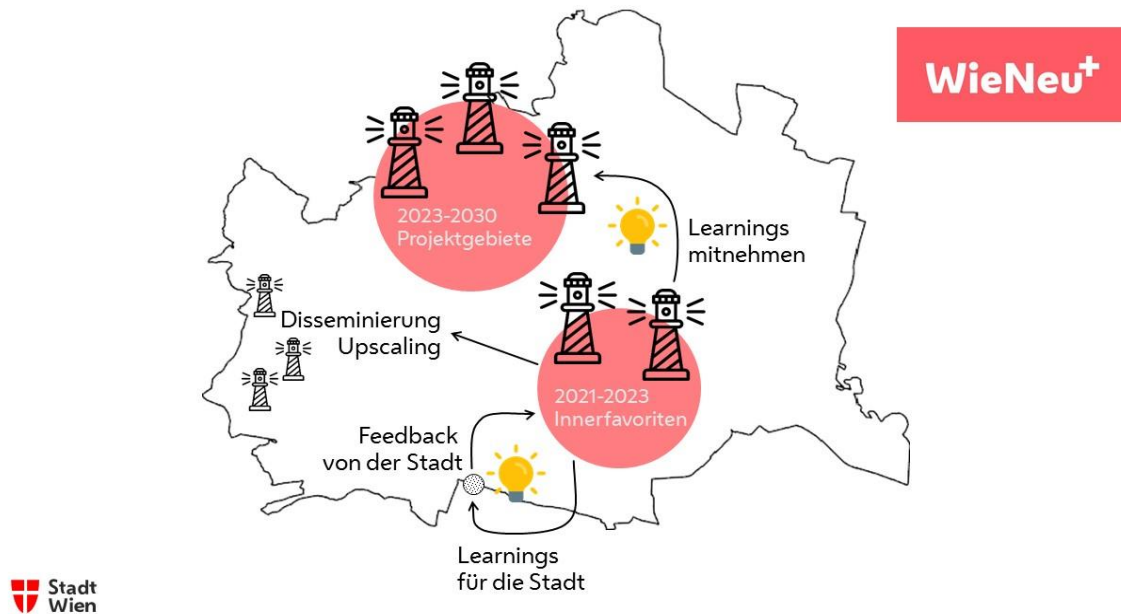 WieNeu+
2023-2030
Projektgebiete
Learnings
mitnehmen
Disseminierung
Upscaling
2021-2023
Innerfavoriten
Feedback
von der Stadt
Learnings
für die Stadt
Stadt
Wien